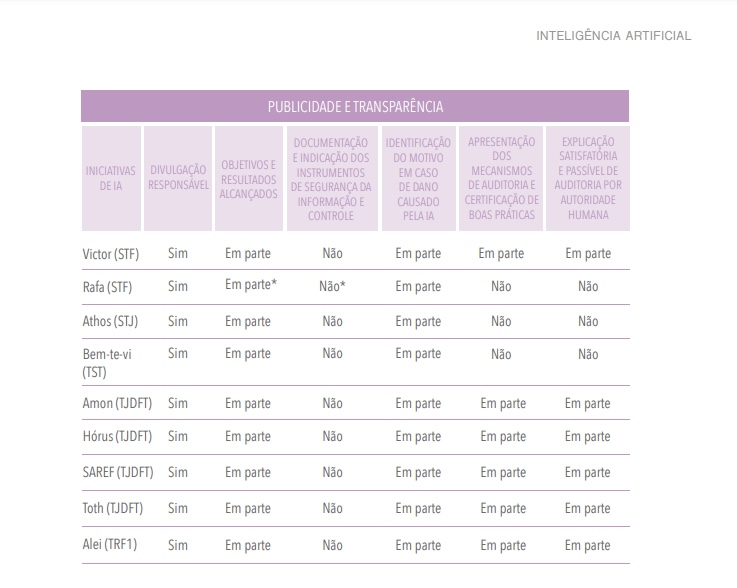 INTELIGÊNCIA ARTIFICIAL
PUBLICIDADE E TRANSPARÊNCIA
INICIATIVAS
DE IA
DIVULGAÇÃO
RESPONSÁVEL
OBJETIVOS E
RESULTADOS
ALCANÇADOS
DOCUMENTAÇÃO
E INDICAÇÃO DOS
INSTRUMENTOS
DE SEGURANÇA DA
INFORMAÇÃO E
CONTROLE
IDENTIFICAÇÃO
DO MOTIVO
EM CASO
DE DANO
CAUSADO
PELA IA
APRESENTAÇÃO
DOS
MECANISMOS
DE AUDITORIA E
CERTIFICAÇÃO DE
BOAS PRÁTICAS
EXPLICAÇÃO
SATISFATÓRIA
E PASSÍVEL DE
AUDITORIA POR
AUTORIDADE
HUMANA
Victor (STF) Sim Em parte Não Em parte Em parte Em parte
Rafa (STF) Sim Em parte* Não* Em parte Não Não
Athos (STJ) Sim Em parte Não Em parte Não Não
Bem-te-vi Sim Em parte Não Em parte Não Não
(TST)
Amon (TJDFT) Sim Em parte Não Em parte Em parte Em parte
Hórus (TJDFT) Sim Em parte Não Em parte Em parte Em parte
SAREF (TJDFT) Sim Em parte Não Em parte Em parte Em parte
Toth (TJDFT) Sim Em parte Não Em parte Em parte Em parte
Alei (TRF1) Sim Em parte Não Em parte Em parte Em parte